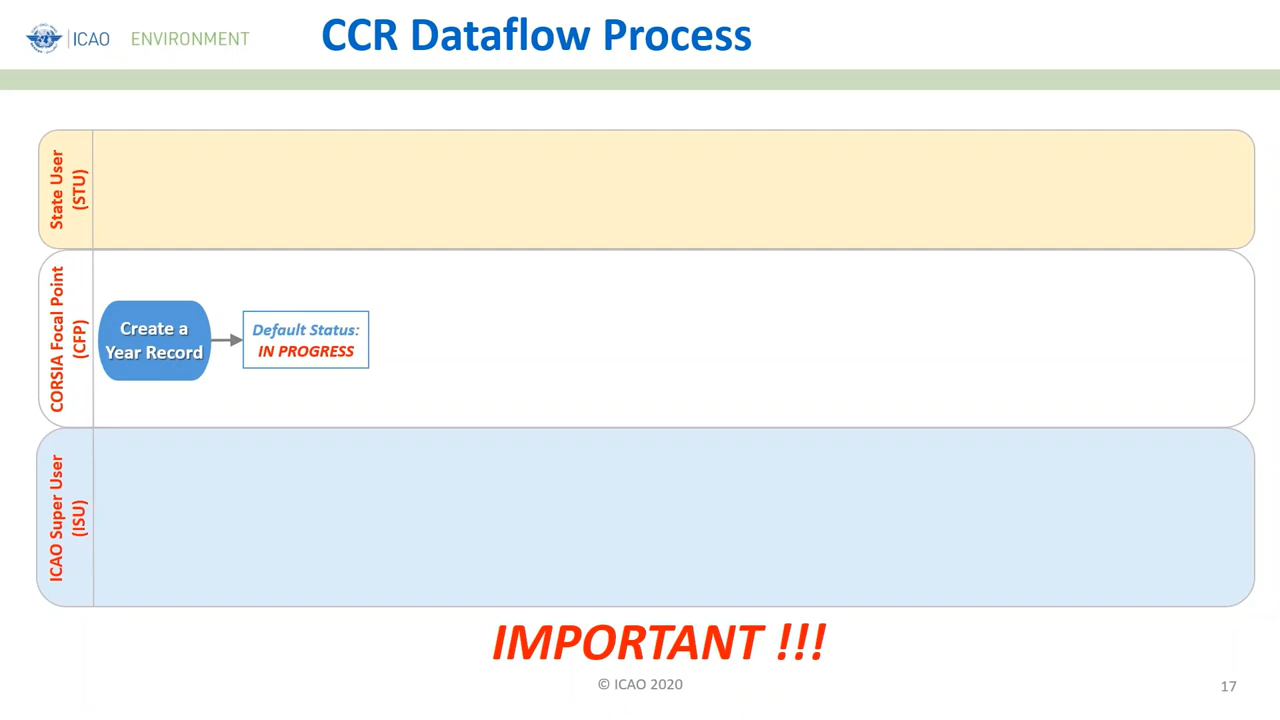 ICAO ENVIRONMENT
CCR Dataflow Process
State User
(STU)
CORSIA Focal Point
(CFP)
Create a
Year Record
Default Status:
IN PROGRESS
ICAO Super User
(ISU)
IMPORTANT !!!
© ICAO 2020
17